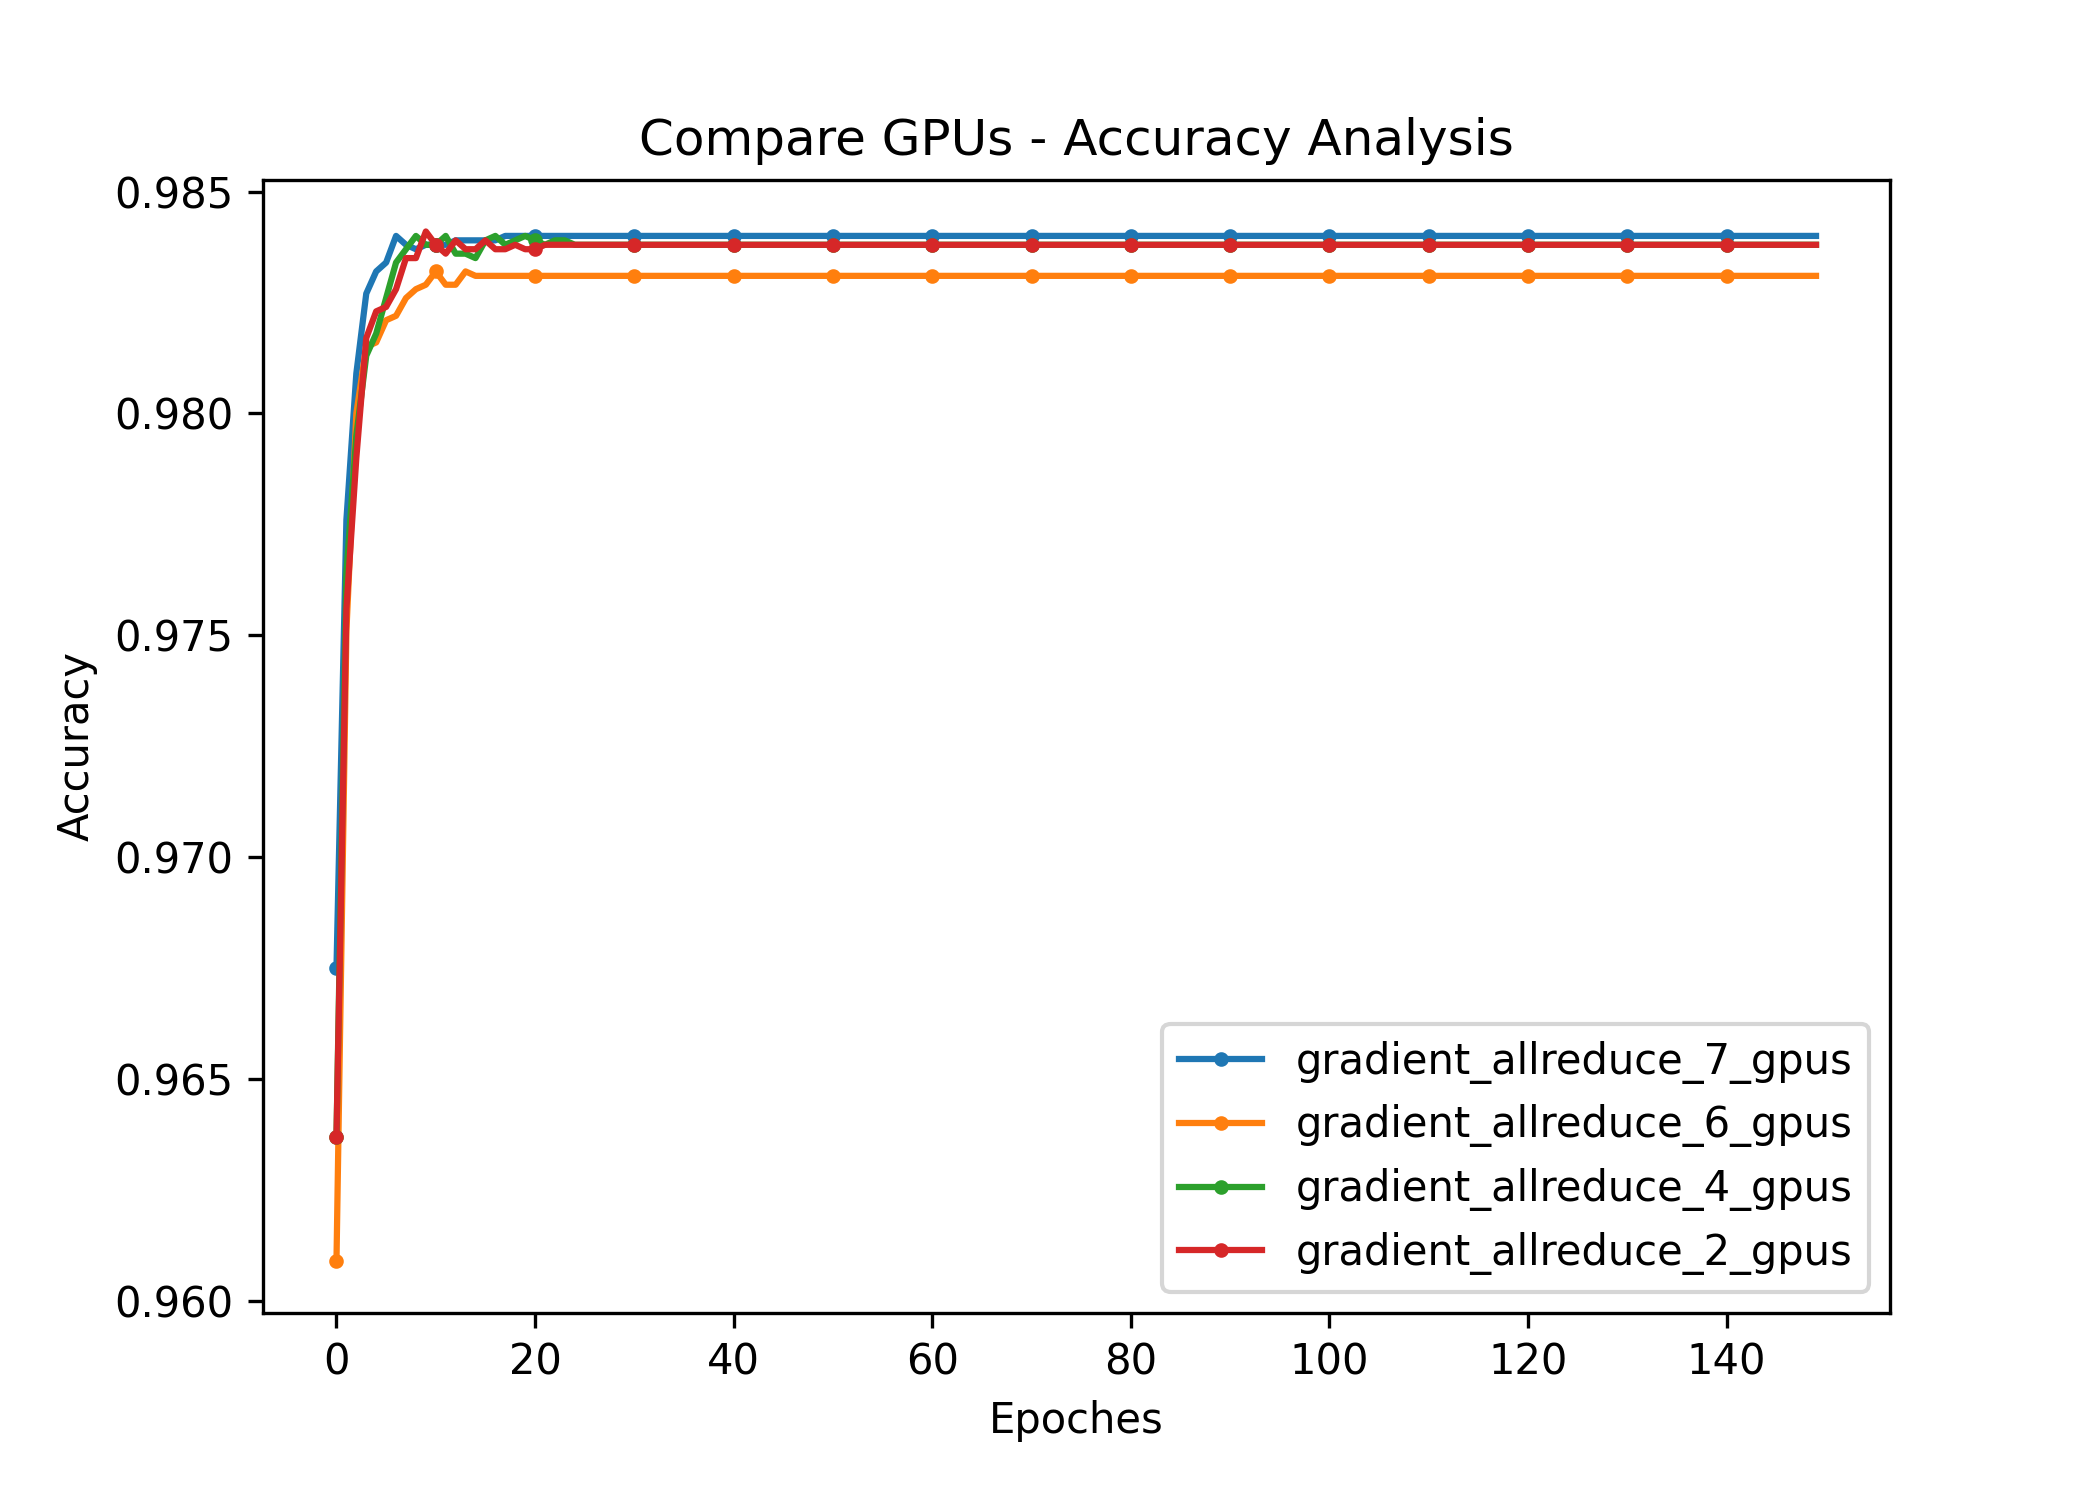 Compare GPUs - Accuracy Analysis
0.985
0.980
0.975
0.970
0.965
0.960
Accuracy
0 20 40 60 80 100 120 140
Epoches
gradient_allreduce_7_gpus
gradient_allreduce_6_gpus
gradient_allreduce_4_gpus
gradient_allreduce_2_gpus